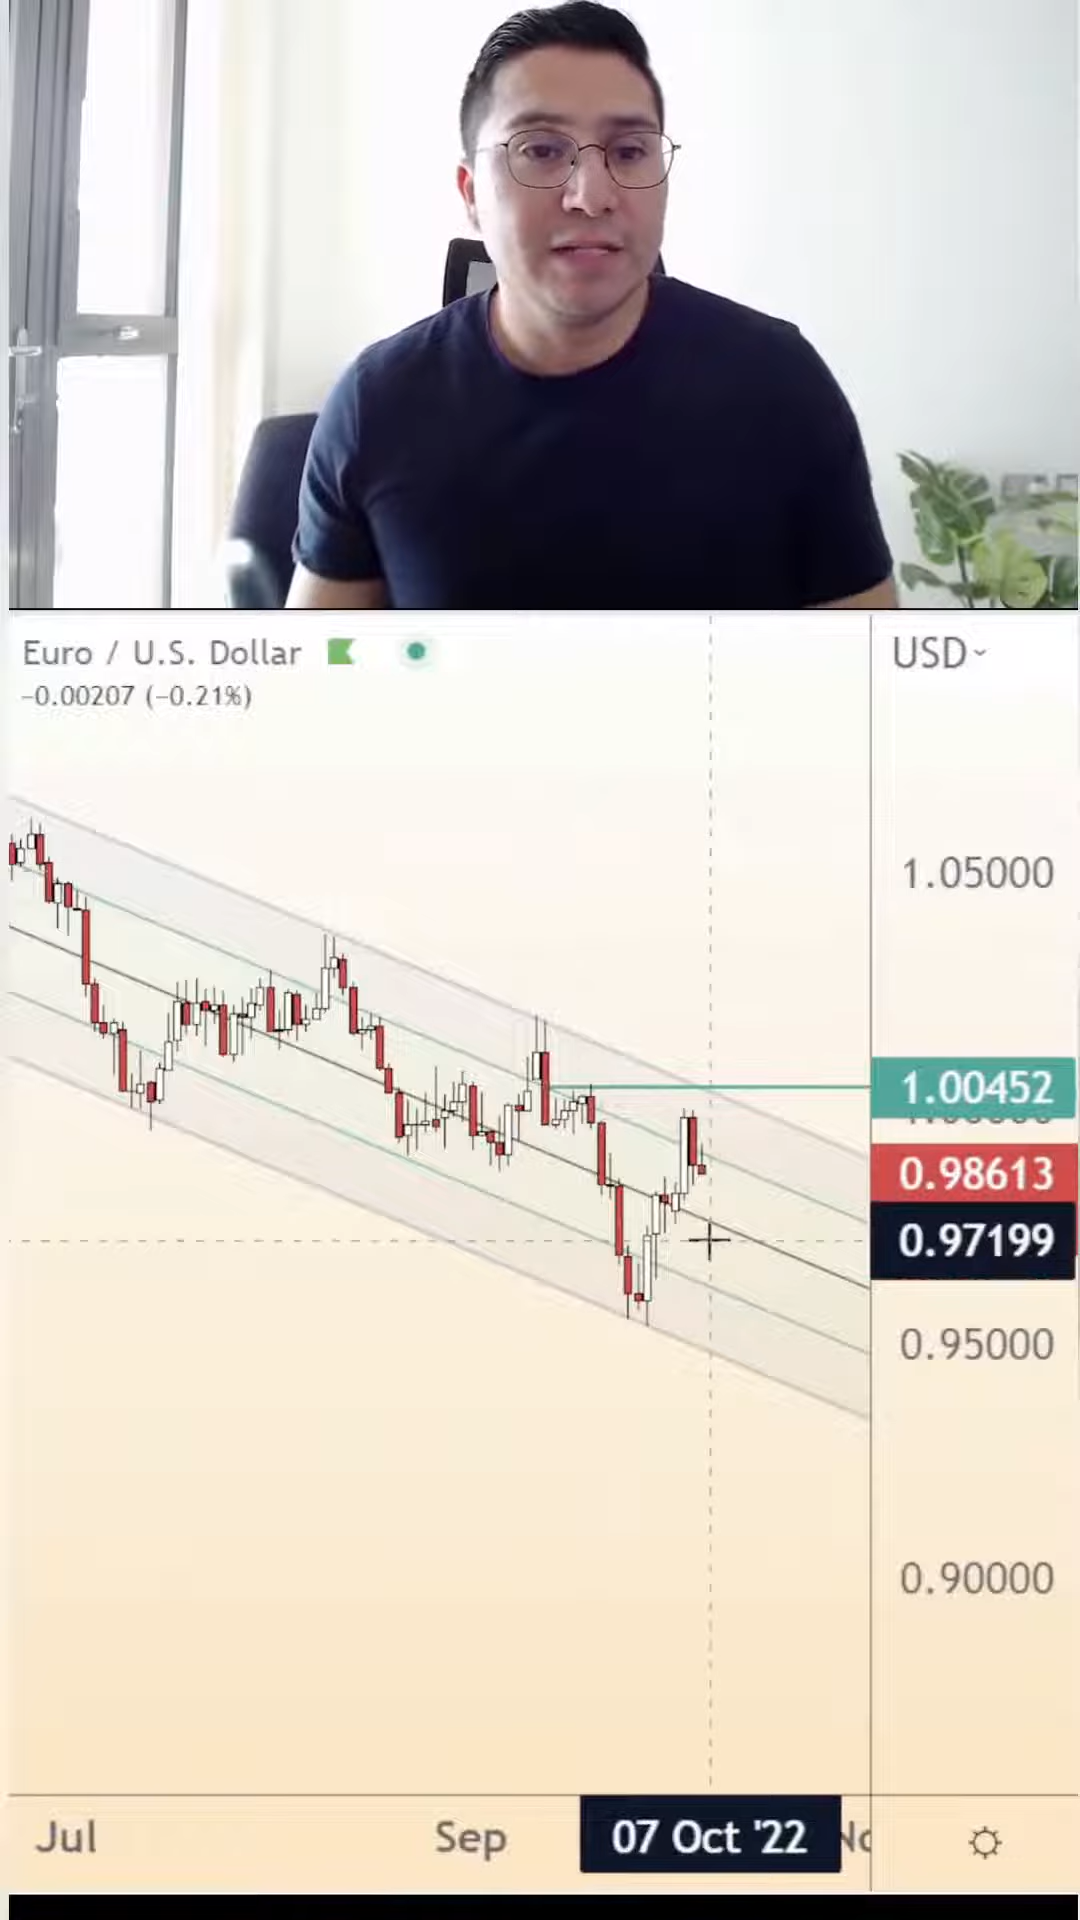 Euro / U.S. Dollar
USD
−0.00207 (−0.21%)
1.05000
1.00452
0.98613
0.97199
0.95000
0.90000
Jul
Sep
07 Oct '22